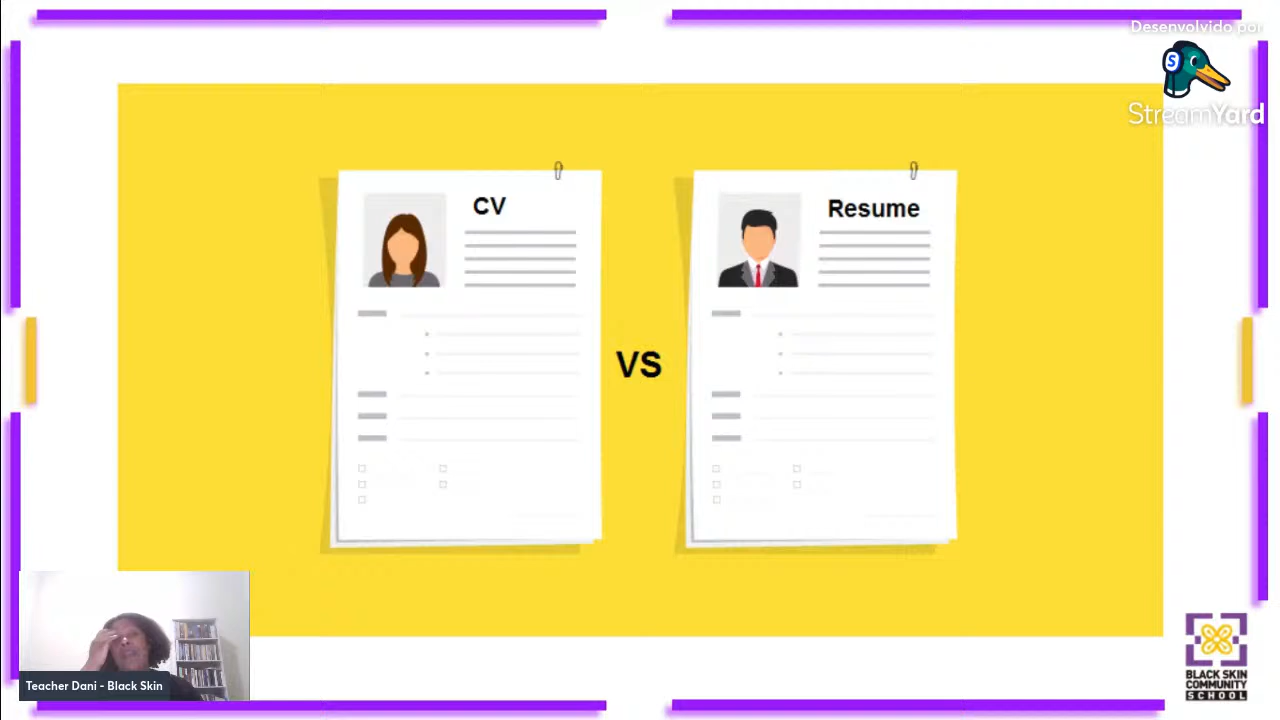 Desenvolvido por
S
StreamYard
CV
Resume
VS
Teacher Dani - Black Skin
BLACK SKIN
COMMUNITY
SCHOOL